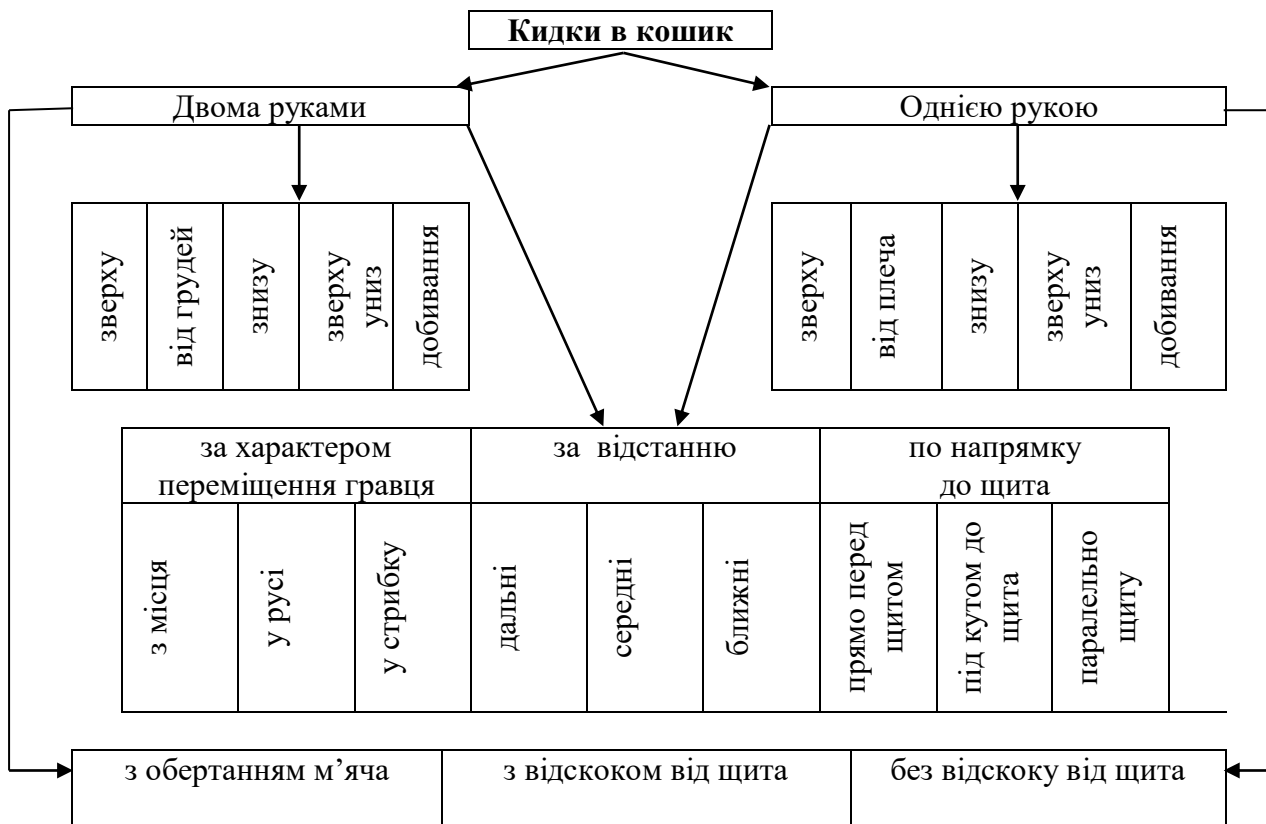 Кидки в кошик
Двома руками
Однією рукою
зверху
від грудей
знизу
зверху
униз
добивання
зверху
від плеча
знизу
зверху
униз
добивання
за характером
переміщення гравця
за відстанню
по напрямку
до щита
з місця
у русі
у стрибку
дальні
середні
ближні
прямо перед
щитом
під кутом до
щита
паралельно
щиту
з обертанням м’яча
з відскоком від щита
без відскоку від щита